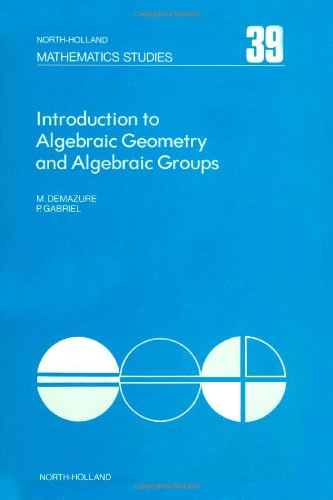 NORTH-HOLLAND
MATHEMATICS STUDIES
39
Introduction to
Algebraic Geometry
and Algebraic Groups
M. DEMAZURE
P. GABRIEL
NORTH-HOLLAND